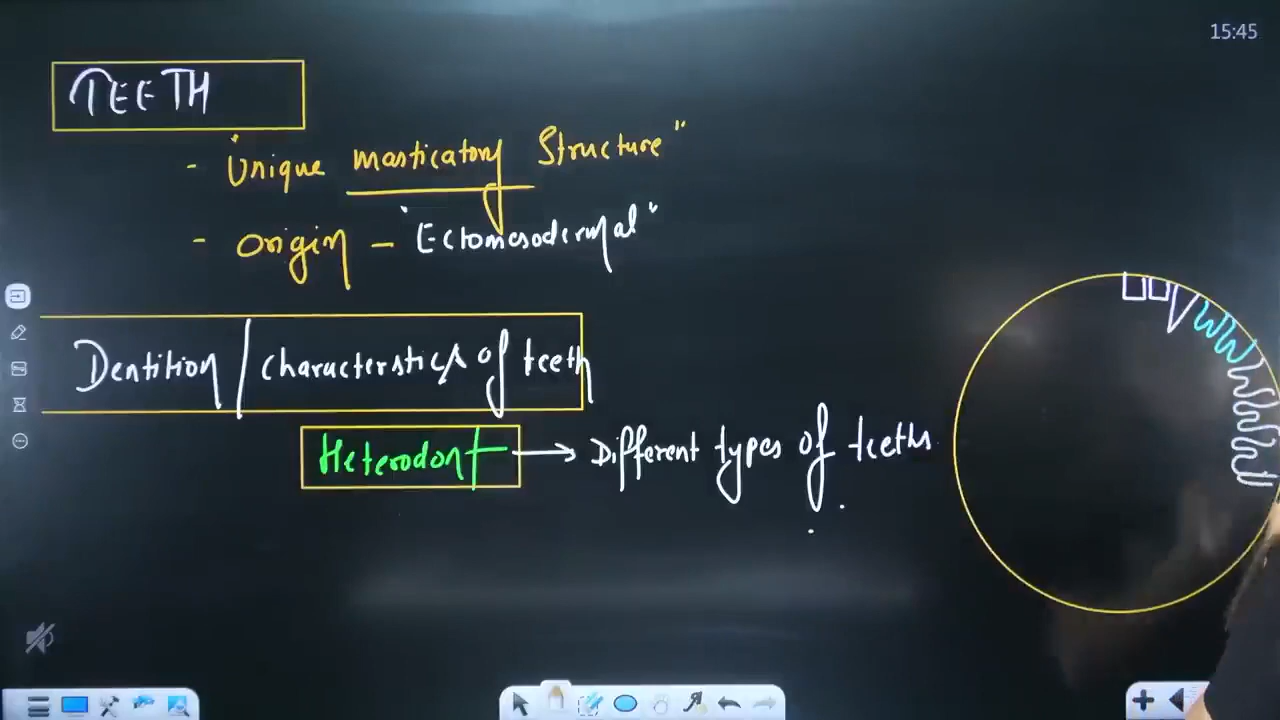 15:45
TEETH
- "Unique masticatory Structure"
- Origin - "Ectomesodermal"
Dentition / characteristics of teeth
Heterodont → Different types of teeths